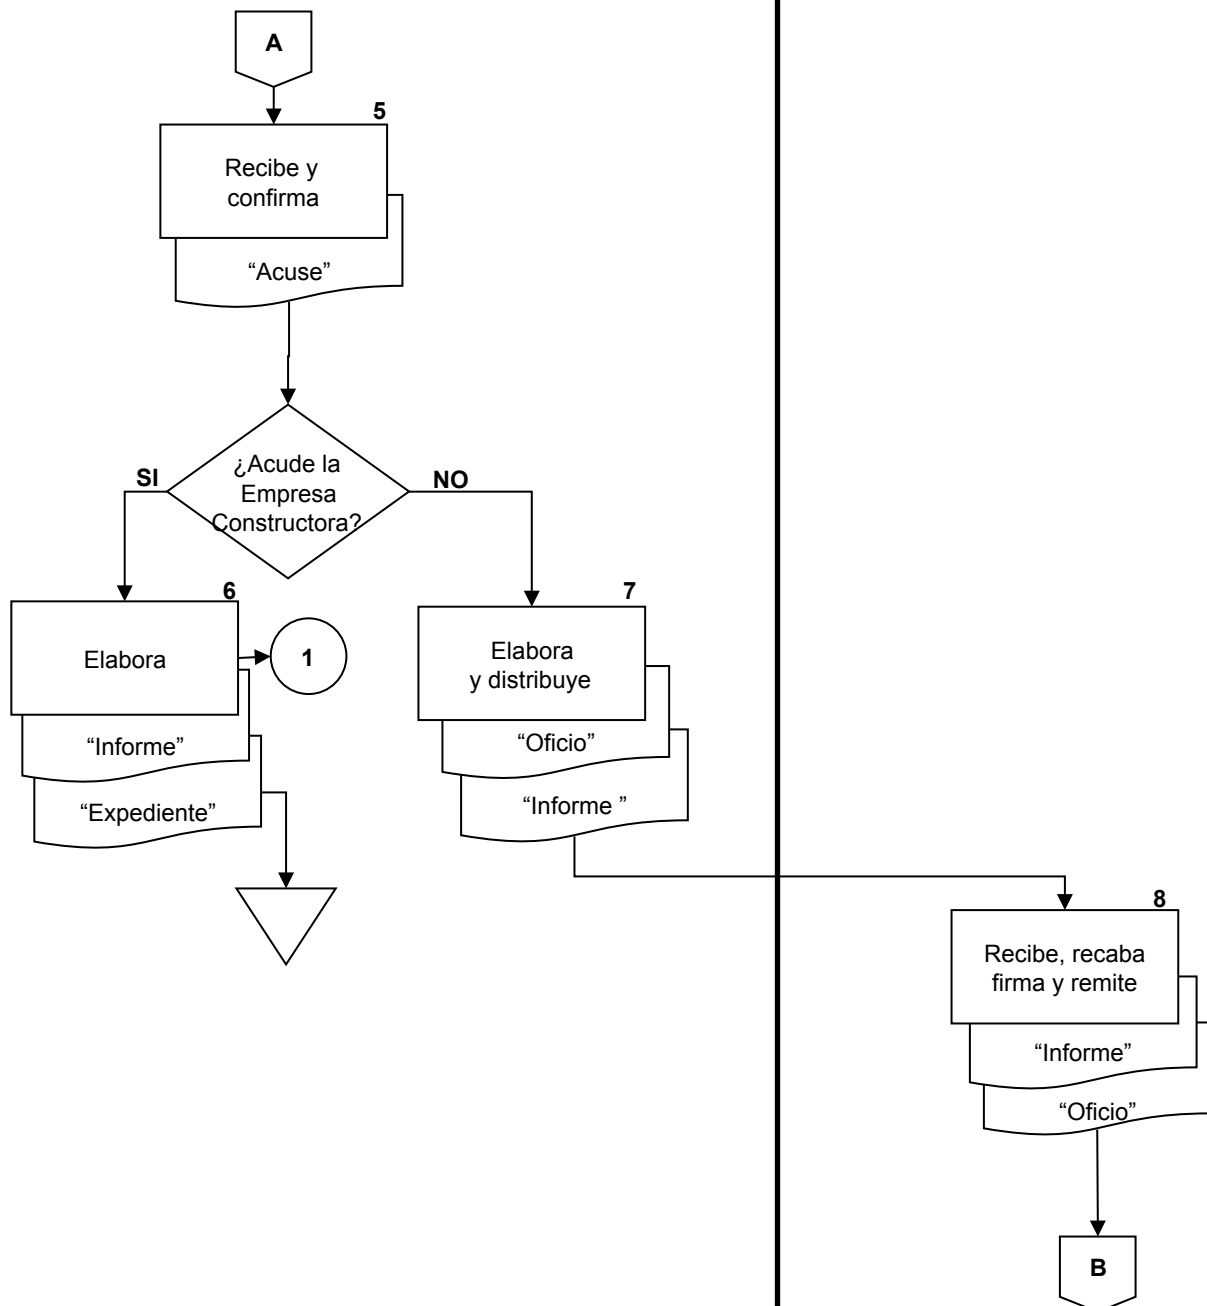 A
5
Recibe y
confirma
“Acuse”
¿Acude la
Empresa
Constructora?
SI
NO
6
Elabora
1
“Informe”
“Expediente”
7
Elabora
y distribuye
“Oficio”
“Informe ”
8
Recibe, recaba
firma y remite
“Informe”
“Oficio”
B